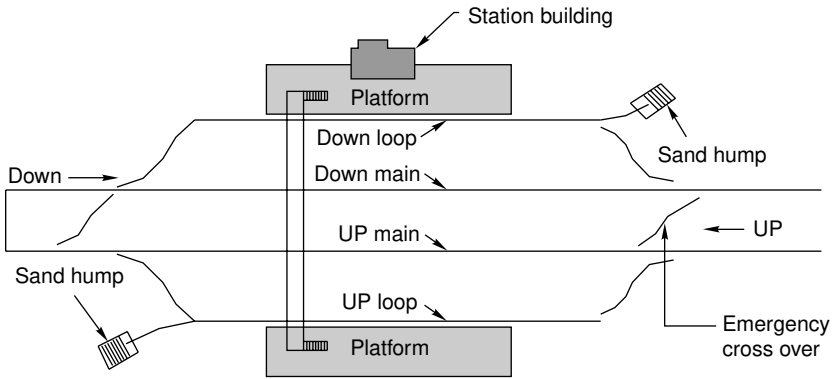 Station building
Platform
Down loop
Sand hump
Down
Down main
UP main
UP
Sand hump
UP loop
Platform
Emergency
cross over